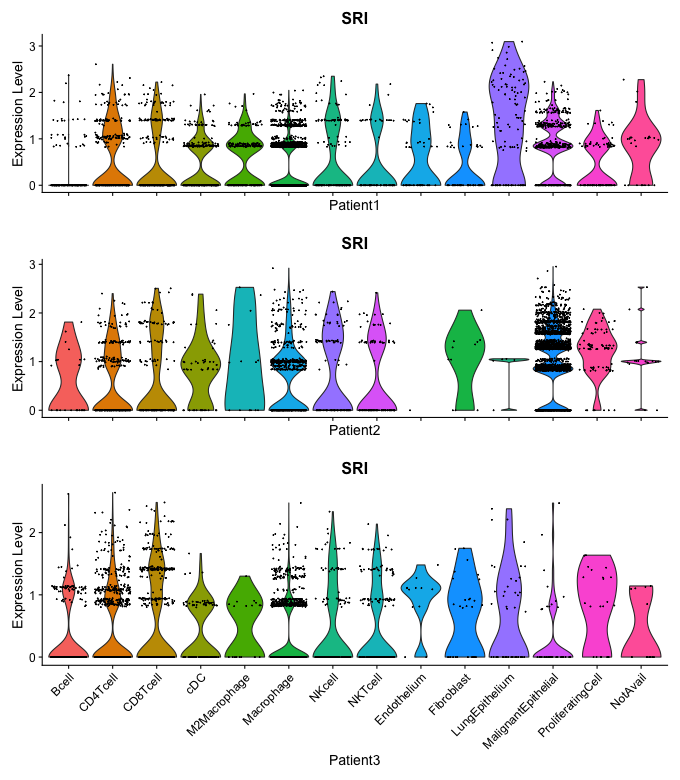 SRI
Expression Level
3
2
1
0
Patient1
SRI
Expression Level
3
2
1
0
Patient2
SRI
Expression Level
2
1
0
Bcell
CD4Tcell
CD8Tcell
cDC
M2Macrophage
Macrophage
NKcell
NKTcell
Endothelium
Fibroblast
LungEpithelium
MalignantEpithelial
ProliferatingCell
NotAvail
Patient3